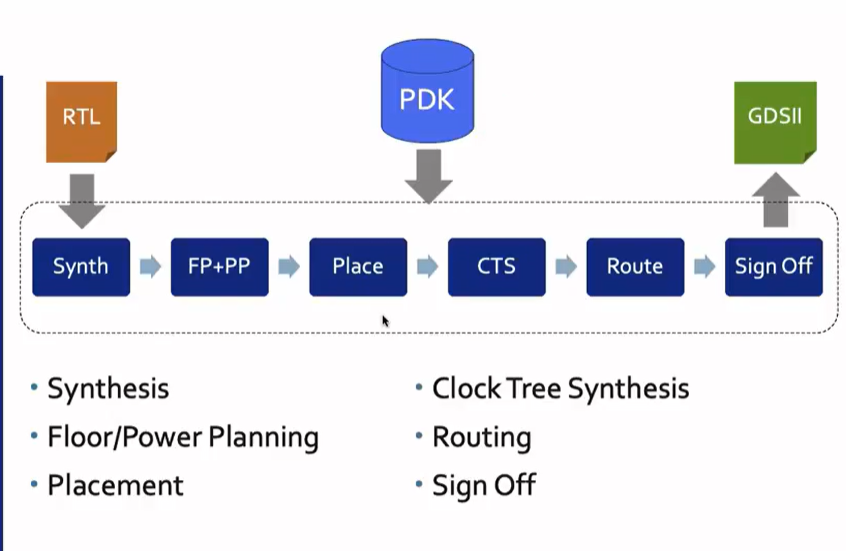 RTL
PDK
GDSII
Synth
FP+PP
Place
CTS
Route
Sign Off
• Synthesis
• Floor/Power Planning
• Placement
• Clock Tree Synthesis
• Routing
• Sign Off